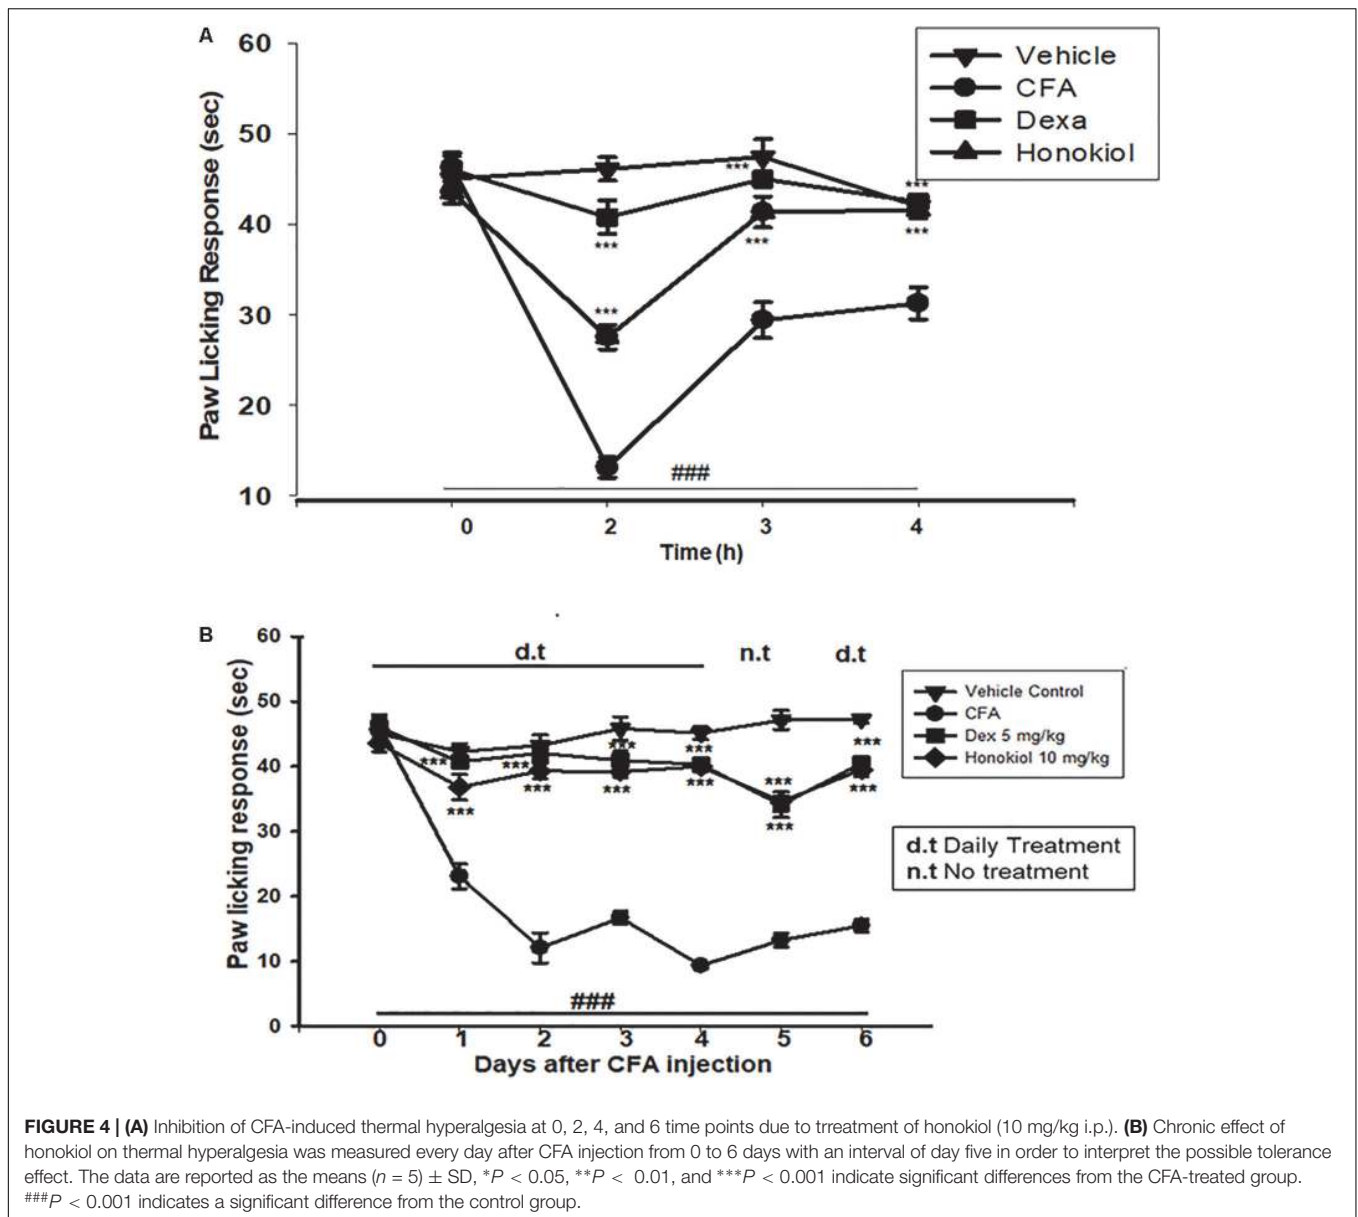 A
60
50
40
30
20
10
Paw Licking Response (sec)
Vehicle
CFA
Dexa
Honokiol
***
***
***
***
***
***
###
0 2 3 4
Time (h)
B
60
50
40
30
20
10
0
Paw licking response (sec)
d.t n.t d.t
Vehicle Control
CFA
Dex 5 mg/kg
Honokiol 10 mg/kg
d.t Daily Treatment
n.t No treatment
*** *** *** *** *** ***
*** *** *** *** *** ***
###
0 1 2 3 4 5 6
Days after CFA injection
FIGURE 4 | (A) Inhibition of CFA-induced thermal hyperalgesia at 0, 2, 4, and 6 time points due to trreatment of honokiol (10 mg/kg i.p.). (B) Chronic effect of
honokiol on thermal hyperalgesia was measured every day after CFA injection from 0 to 6 days with an interval of day five in order to interpret the possible tolerance
effect. The data are reported as the means (n = 5) ± SD, *P < 0.05, **P < 0.01, and ***P < 0.001 indicate significant differences from the CFA-treated group.
###P < 0.001 indicates a significant difference from the control group.